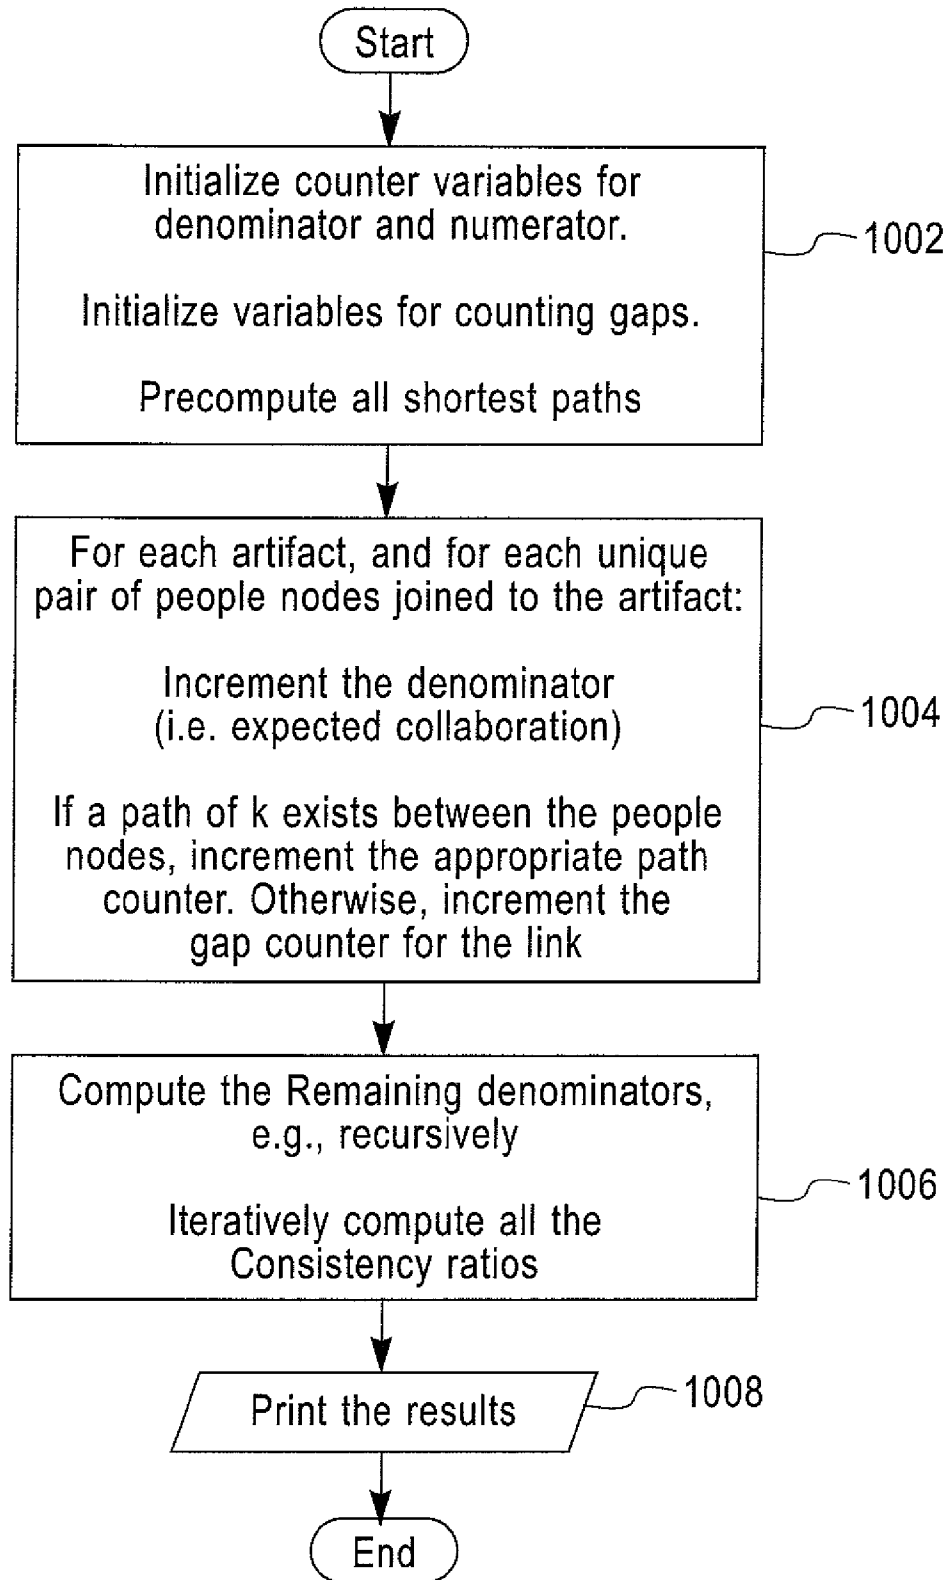 Start
Initialize counter variables for
denominator and numerator.
Initialize variables for counting gaps.
Precompute all shortest paths
1002
For each artifact, and for each unique
pair of people nodes joined to the artifact:
Increment the denominator
(i.e. expected collaboration)
If a path of k exists between the people
nodes, increment the appropriate path
counter. Otherwise, increment the
gap counter for the link
1004
Compute the Remaining denominators,
e.g., recursively
Iteratively compute all the
Consistency ratios
1006
Print the results
1008
End